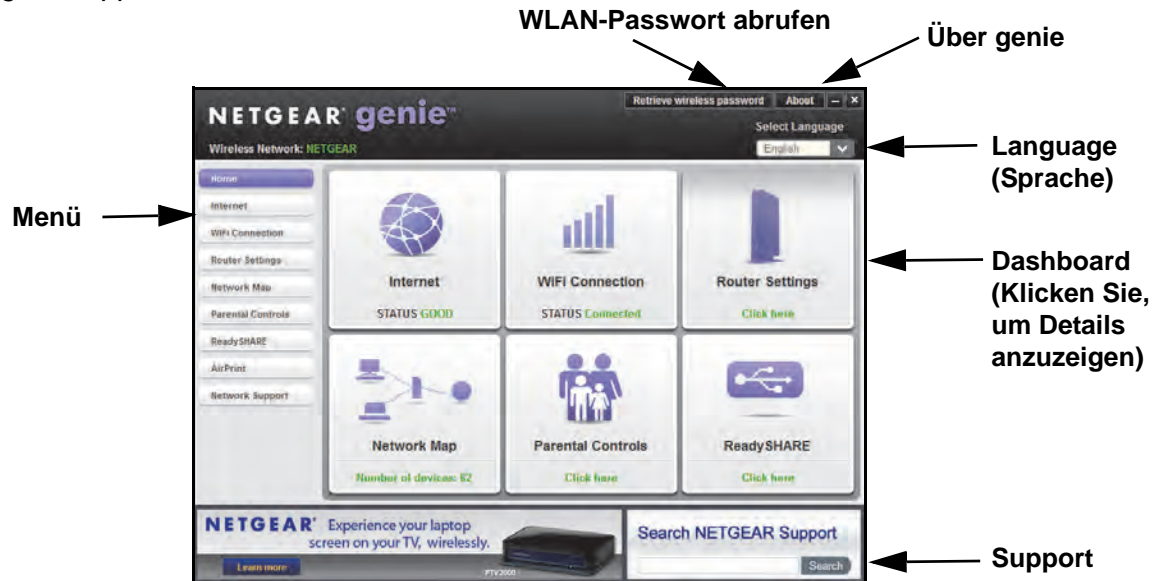 WLAN-Passwort abrufen
Über genie
NETGEAR® genie™
Retrieve wireless password About
Select Language
Wireless Network: NETGEAR
English
Language
(Sprache)
Menü
Home
Internet
WiFi Connection
Router Settings
Network Map
Parental Controls
ReadySHARE
AirPrint
Network Support
Internet
STATUS GOOD
WiFi Connection
STATUS Connected
Router Settings
Click here
Dashboard
(Klicken Sie,
um Details
anzuzeigen)
Network Map
Number of devices: 62
Parental Controls
Click here
ReadySHARE
Click here
NETGEAR®
Experience your laptop
screen on your TV, wirelessly.
Learn more
PTV2000
Search NETGEAR Support
Search
Support